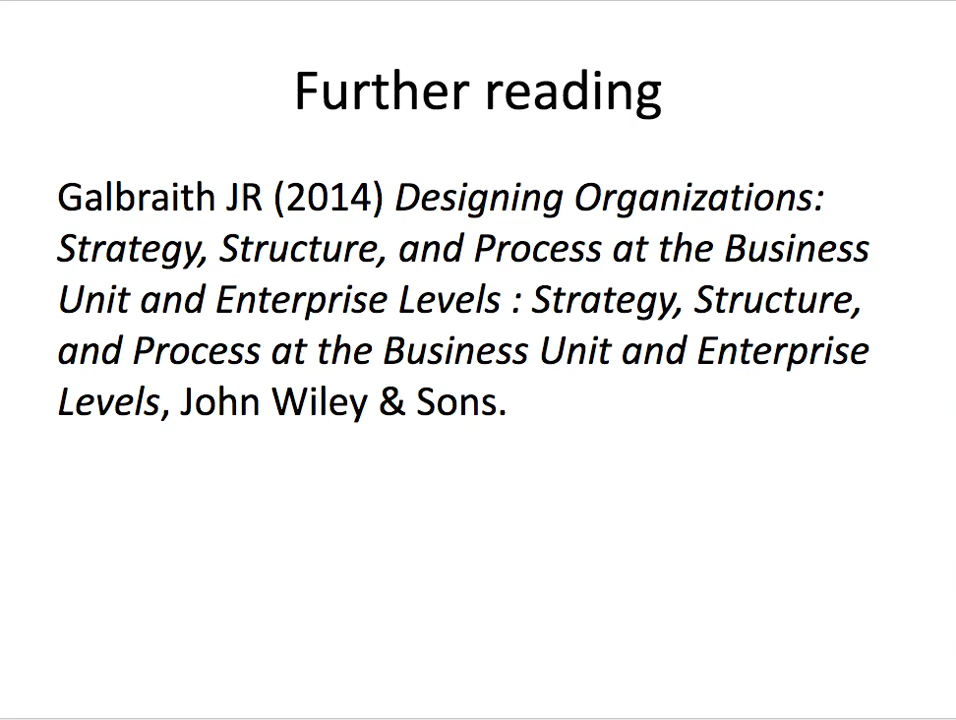 Further reading
Galbraith JR (2014) Designing Organizations:
Strategy, Structure, and Process at the Business
Unit and Enterprise Levels : Strategy, Structure,
and Process at the Business Unit and Enterprise
Levels, John Wiley & Sons.